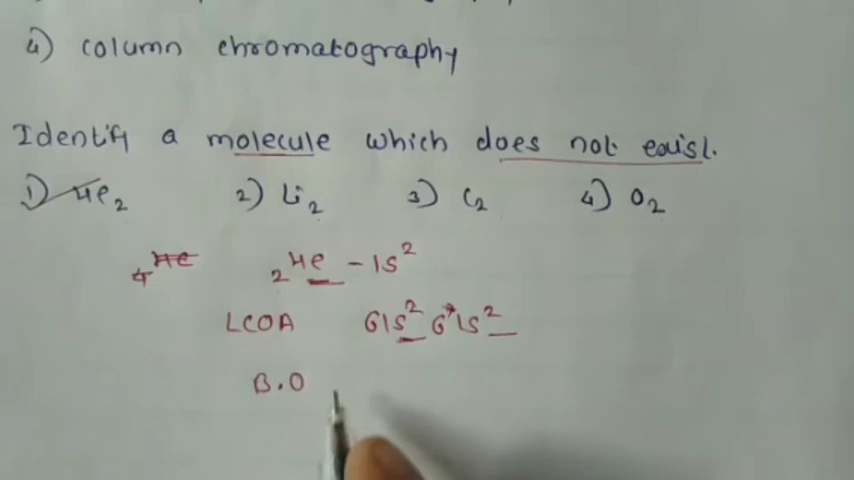 4) column chromatography
Identify a molecule which does not exist.
1) He₂ 2) Li₂ 3) C₂ 4) O₂
4He ₂He - 1s²
LCOA σ1s² σ*1s²
B.O